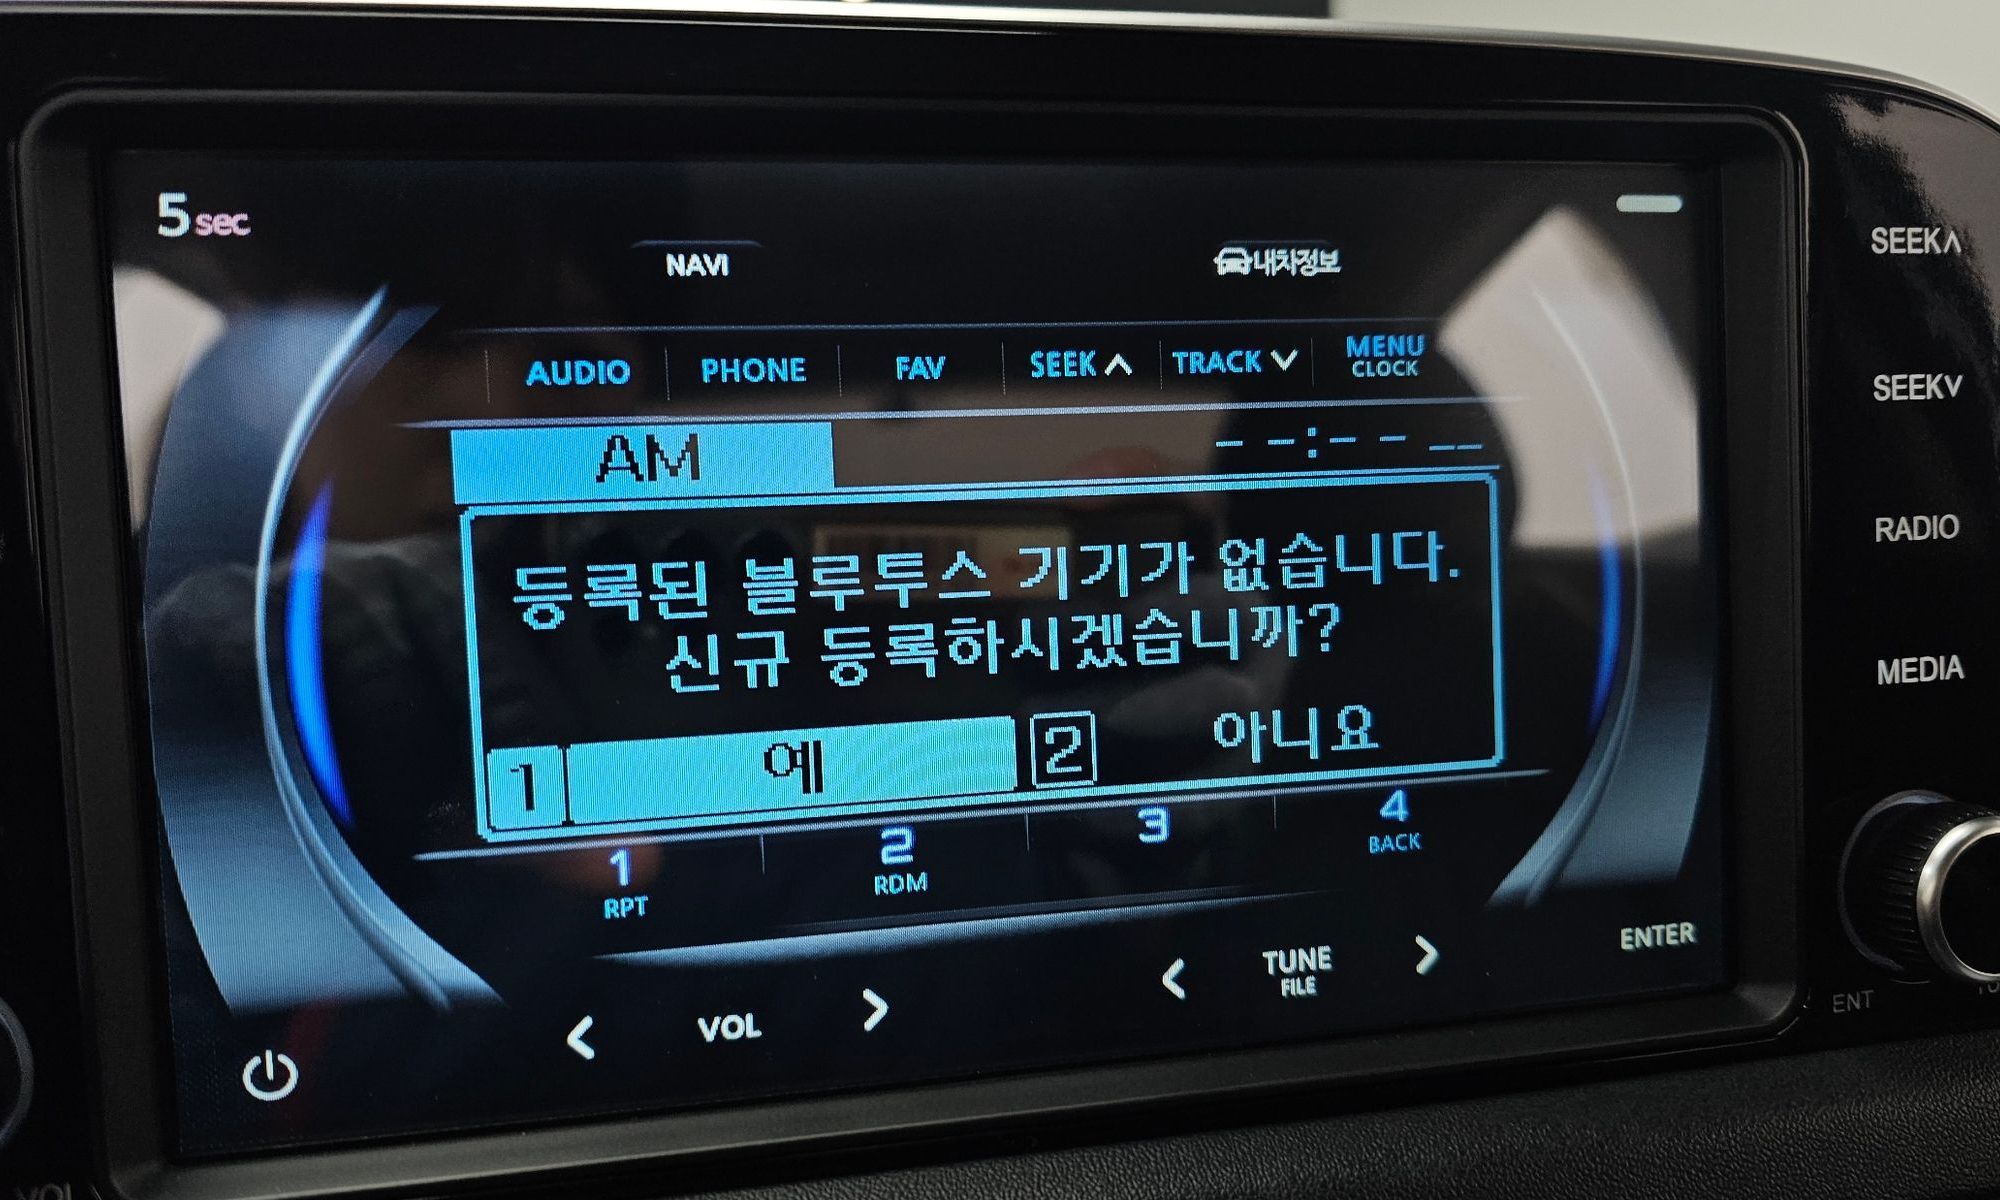 5 sec
NAVI
내차정보
AUDIO
PHONE
FAV
SEEK
TRACK
MENU
CLOCK
AM
--:-- __
등록된 블루투스 기기가 없습니다.
신규 등록하시겠습니까?
1 예
2 아니요
1
RPT
2
RDM
3
4
BACK
VOL
TUNE
FILE
ENTER
SEEK∧
SEEK∨
RADIO
MEDIA
ENT
VOL